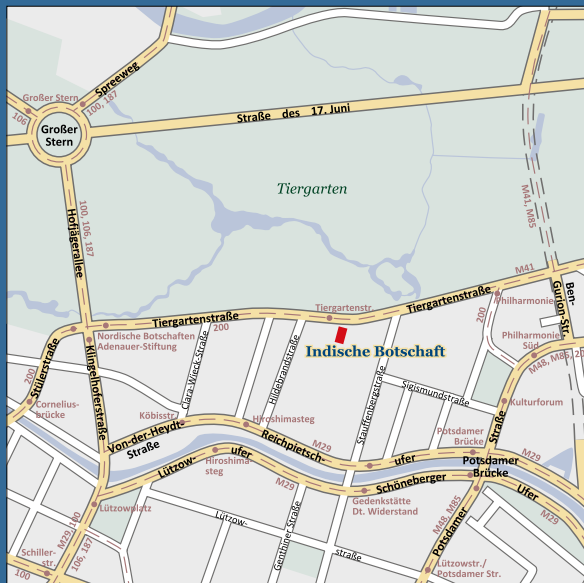 Großer Stern
106
Spreeweg
100, 187
Großer
Stern
Straße des 17. Juni
Tiergarten
M41, M85
Hofjägerallee
100, 106, 187
M41
Tiergartenstraße
200
Tiergartenstr.
Tiergartenstraße
Philharmonie
200
Ben-
Gurion-Str.
Nordische Botschaften
Adenauer-Stiftung
Indische Botschaft
Philharmonie
Süd
M48, M85, 20
Stülerstraße
200
Klingelhoferstraße
Clara-Wieck-Straße
Hildebrandstraße
Stauffenbergstraße
Sigismundstraße
Cornelius-
brücke
Köbisstr.
Hiroshimasteg
Kulturforum
Von-der-Heydt-
Straße
Reichpietsch-
ufer
M29
Potsdamer
Brücke
Straße
Potsdamer
Brücke
M29
Lützow-
ufer
Hiroshima
steg
M29
Schöneberger
Ufer
M29
Gedenkstätte
Dt. Widerstand
Lützowplatz
M29, 100
106, 187
Lützow-
straße
Genthiner Straße
M48, M85
Potsdamer
Schiller-
str.
100
Lützowstr./
Potsdamer Str.